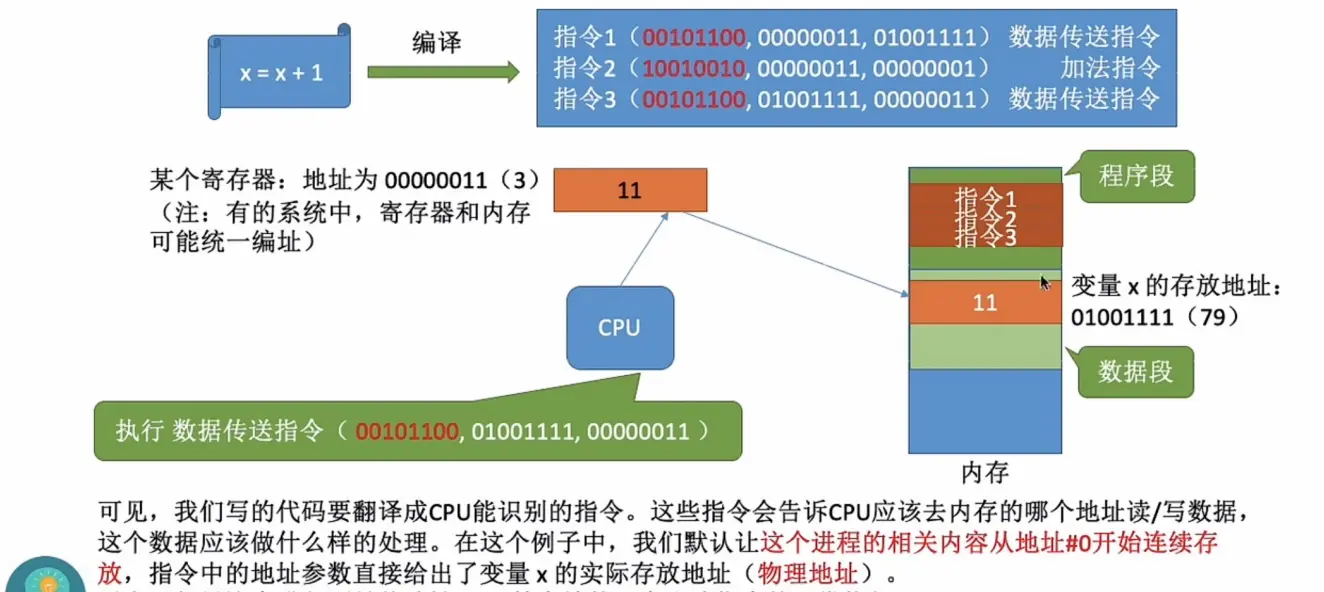 x = x + 1
编译
指令1（00101100, 00000011, 01001111） 数据传送指令
指令2（10010010, 00000011, 00000001） 加法指令
指令3（00101100, 01001111, 00000011） 数据传送指令
某个寄存器：地址为 00000011（3）
（注：有的系统中，寄存器和内存
可能统一编址）
11
程序段
指令1
指令2
指令3
11
变量 x 的存放地址：
01001111（79）
CPU
数据段
执行 数据传送指令（ 00101100, 01001111, 00000011 ）
内存
可见，我们写的代码要翻译成CPU能识别的指令。这些指令会告诉CPU应该去内存的哪个地址读/写数据，
这个数据应该做什么样的处理。在这个例子中，我们默认让这个进程的相关内容从地址#0开始连续存
放，指令中的地址参数直接给出了变量 x 的实际存放地址（物理地址）。